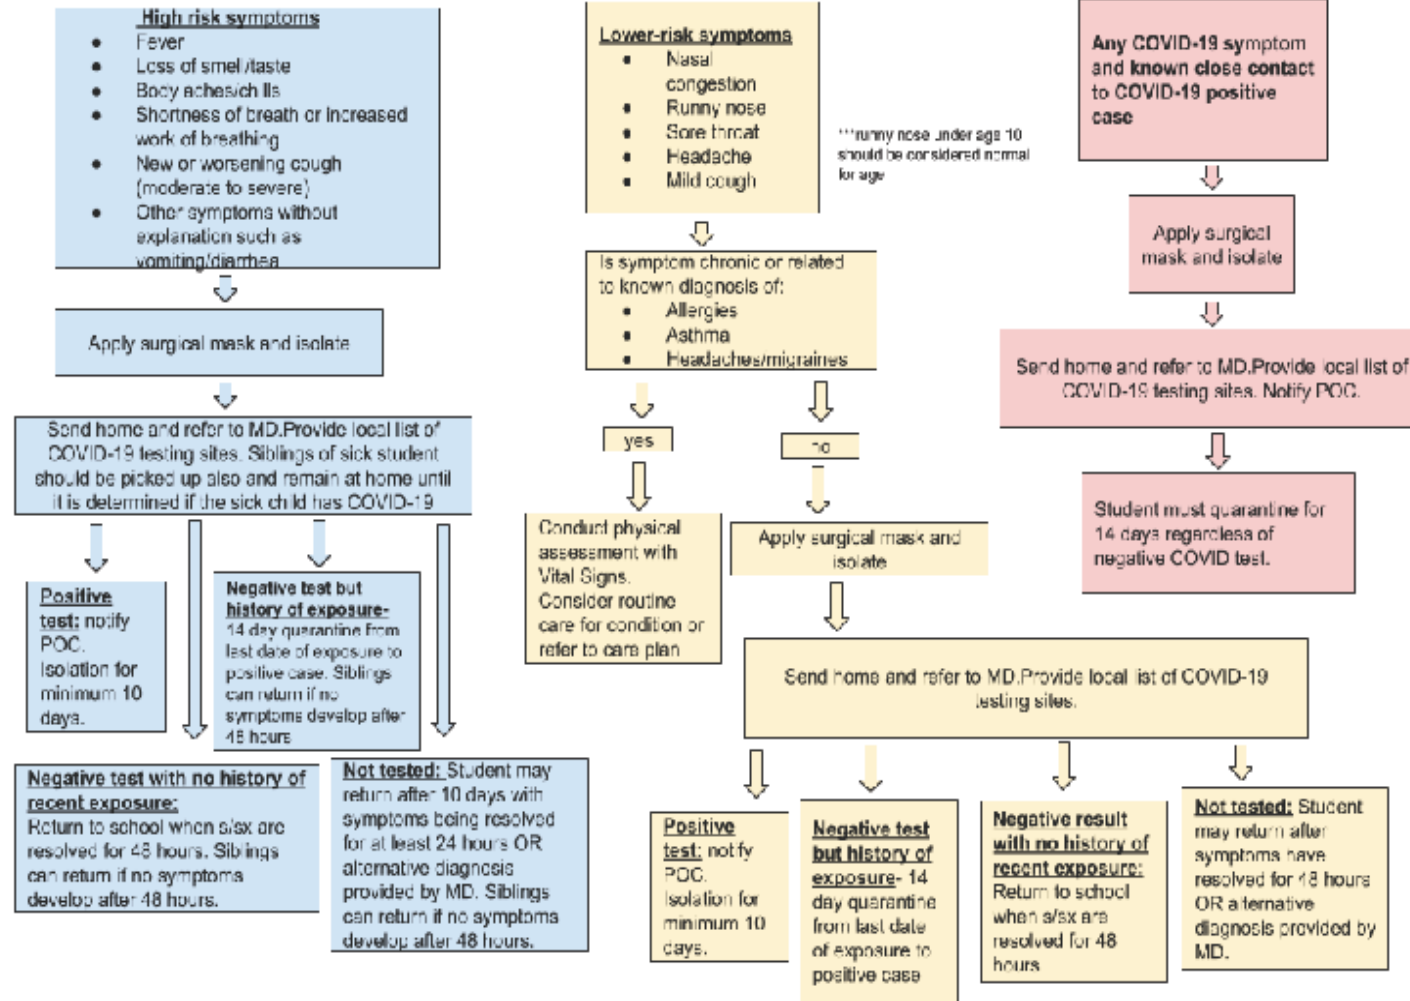 High risk symptoms
● Fever
● Loss of smell/taste
● Body aches/chills
● Shortness of breath or increased
work of breathing
● New or worsening cough
(moderate to severe)
● Other symptoms without
explanation such as
vomiting/diarrhea
Apply surgical mask and isolate
Send home and refer to MD.Provide local list of
COVID-19 testing sites. Siblings of sick student
should be picked up also and remain at home until
it is determined if the sick child has COVID-19
Positive
test: notify
POC.
Isolation for
minimum 10
days.
Negative test but
history of exposure-
14 day quarantine from
last date of exposure to
positive case. Siblings
can return if no
symptoms develop after
48 hours
Negative test with no history of
recent exposure:
Return to school when s/sx are
resolved for 48 hours. Siblings
can return if no symptoms
develop after 48 hours.
Not tested: Student may
return after 10 days with
symptoms being resolved
for at least 24 hours OR
alternative diagnosis
provided by MD. Siblings
can return if no symptoms
develop after 48 hours.
Lower-risk symptoms
● Nasal
congestion
● Runny nose
● Sore throat
● Headache
● Mild cough
***runny nose under age 10
should be considered normal
for age
Is symptom chronic or related
to known diagnosis of:
● Allergies
● Asthma
● Headaches/migraines
yes
no
Conduct physical
assessment with
Vital Signs.
Consider routine
care for condition or
refer to care plan
Apply surgical mask and
isolate
Send home and refer to MD.Provide local list of COVID-19
testing sites.
Positive
test: notify
POC.
Isolation for
minimum 10
days.
Negative test
but history of
exposure- 14
day quarantine
from last date
of exposure to
positive case
Negative result
with no history of
recent exposure:
Return to school
when s/sx are
resolved for 48
hours
Not tested: Student
may return after
symptoms have
resolved for 48 hours
OR alternative
diagnosis provided by
MD.
Any COVID-19 symptom
and known close contact
to COVID-19 positive
case
Apply surgical
mask and isolate
Send home and refer to MD.Provide local list of
COVID-19 testing sites. Notify POC.
Student must quarantine for
14 days regardless of
negative COVID test.